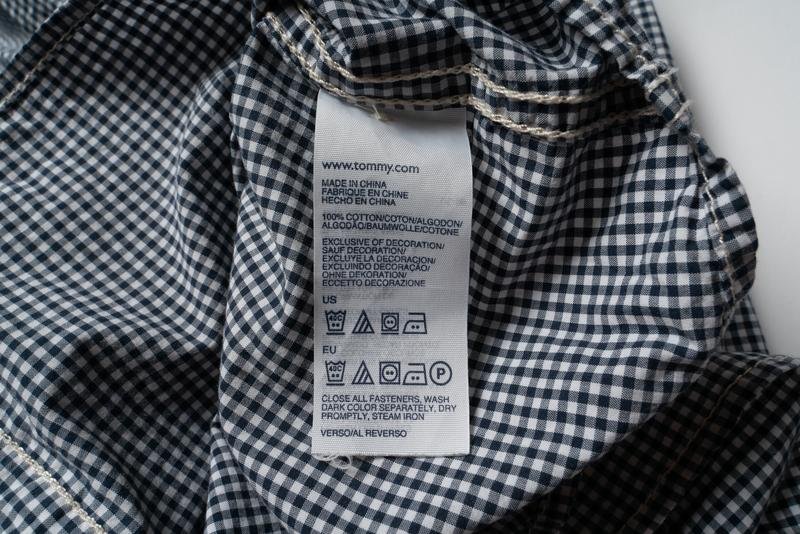 www.tommy.com
MADE IN CHINA
FABRIQUE EN CHINE
HECHO EN CHINA
100% COTTON/COTON/ALGODON/
ALGODÃO/BAUMWOLLE/COTONE
EXCLUSIVE OF DECORATION/
SAUF DECORATION/
EXCLUYE LA DECORACION/
EXCLUINDO DECORAÇÃO/
OHNE DEKORATION/
ECCETTO DECORAZIONE
US
40C
EU
40C P
CLOSE ALL FASTENERS, WASH
DARK COLOR SEPARATELY, DRY
PROMPTLY, STEAM IRON
VERSO/AL REVERSO